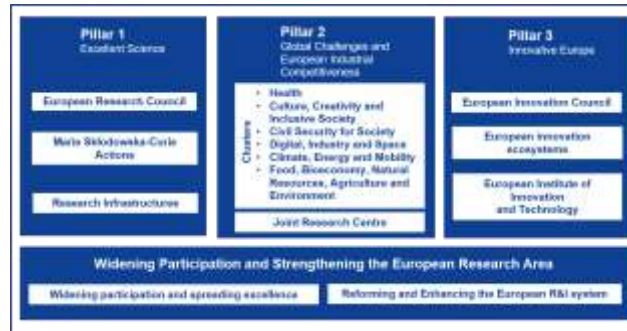 Pillar 1
Excellent Science
European Research Council
Marie Skłodowska-Curie
Actions
Research Infrastructures
Pillar 2
Global Challenges and
European Industrial
Competitiveness
Clusters
• Health
• Culture, Creativity and
Inclusive Society
• Civil Security for Society
• Digital, Industry and Space
• Climate, Energy and Mobility
• Food, Bioeconomy, Natural
Resources, Agriculture and
Environment
Joint Research Centre
Pillar 3
Innovative Europe
European Innovation Council
European innovation
ecosystems
European Institute of
Innovation
and Technology
Widening Participation and Strengthening the European Research Area
Widening participation and spreading excellence
Reforming and Enhancing the European R&I system